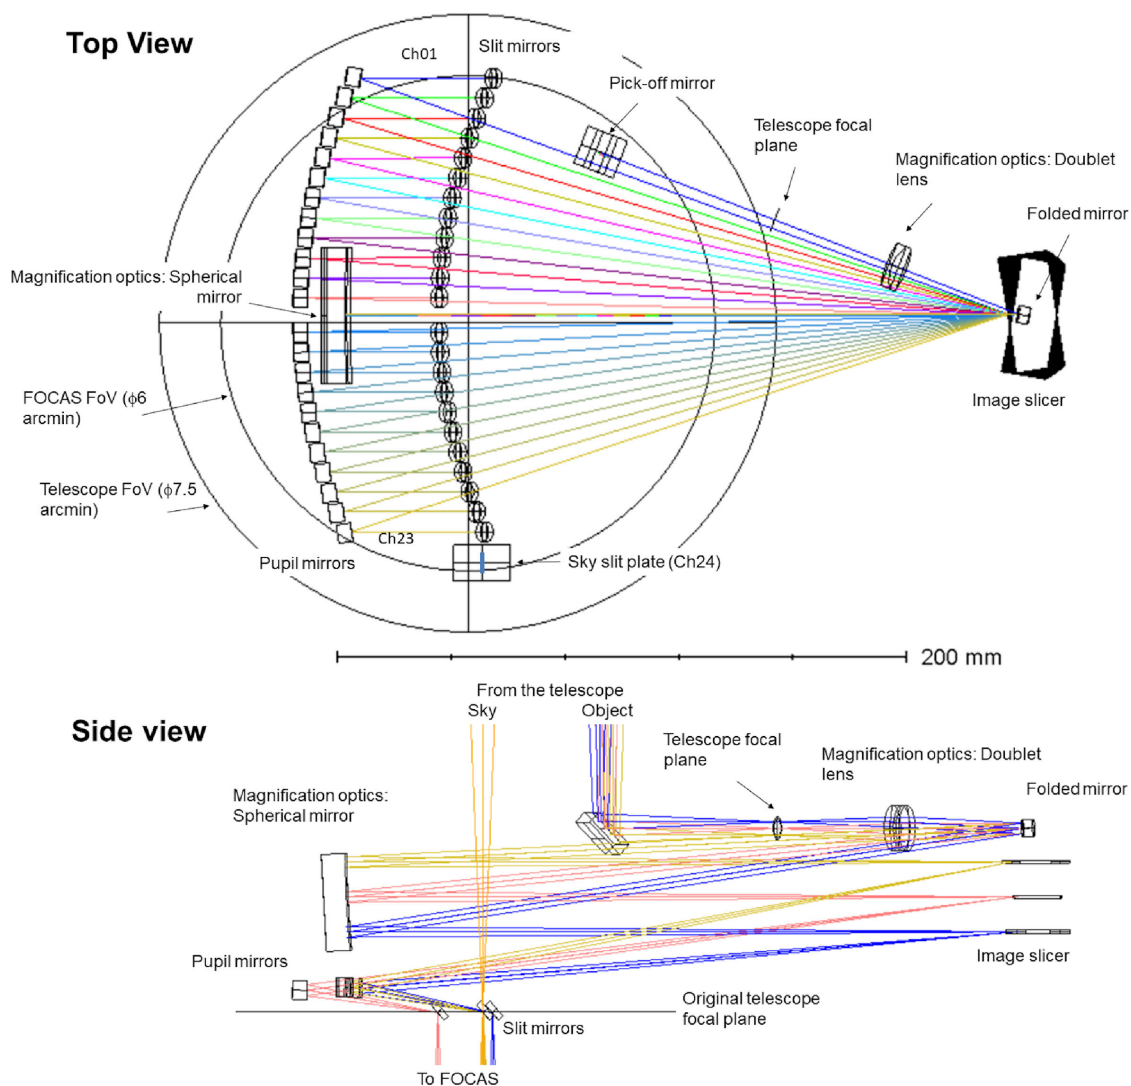 Top View
Ch01
Slit mirrors
Pick-off mirror
Telescope focal
plane
Magnification optics: Doublet
lens
Folded mirror
Magnification optics: Spherical
mirror
FOCAS FoV (ϕ6
arcmin)
Image slicer
Telescope FoV (ϕ7.5
arcmin)
Ch23
Pupil mirrors
Sky slit plate (Ch24)
200 mm
Side view
From the telescope
Sky
Object
Telescope focal
plane
Magnification optics: Doublet
lens
Folded mirror
Magnification optics:
Spherical mirror
Image slicer
Pupil mirrors
Original telescope
focal plane
Slit mirrors
To FOCAS